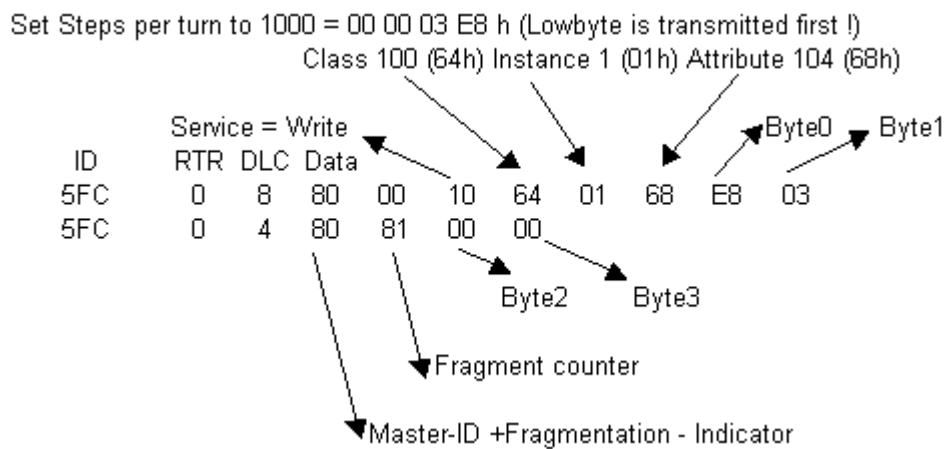 Set Steps per turn to 1000 = 00 00 03 E8 h (Lowbyte is transmitted first !)
Class 100 (64h) Instance 1 (01h) Attribute 104 (68h)
Service = Write Byte0 Byte1
ID RTR DLC Data
5FC 0 8 80 00 10 64 01 68 E8 03
5FC 0 4 80 81 00 00
Byte2 Byte3
Fragment counter
Master-ID +Fragmentation - Indicator